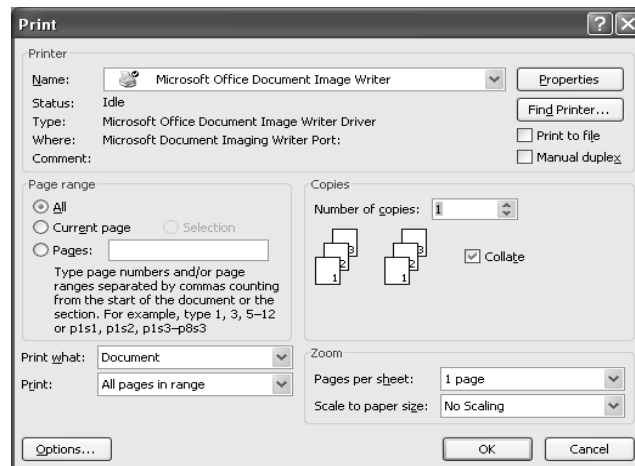 Print
Printer
Name: Microsoft Office Document Image Writer Properties
Status: Idle Find Printer...
Type: Microsoft Office Document Image Writer Driver
Where: Microsoft Document Imaging Writer Port: Print to file
Comment: Manual duplex
Page range
All
Current page Selection
Pages:
Type page numbers and/or page
ranges separated by commas counting
from the start of the document or the
section. For example, type 1, 3, 5–12
or p1s1, p1s2, p1s3–p8s3
Copies
Number of copies: 1
3 3
2 2
1 1
Collate
Print what: Document
Print: All pages in range
Zoom
Pages per sheet: 1 page
Scale to paper size: No Scaling
Options... OK Cancel